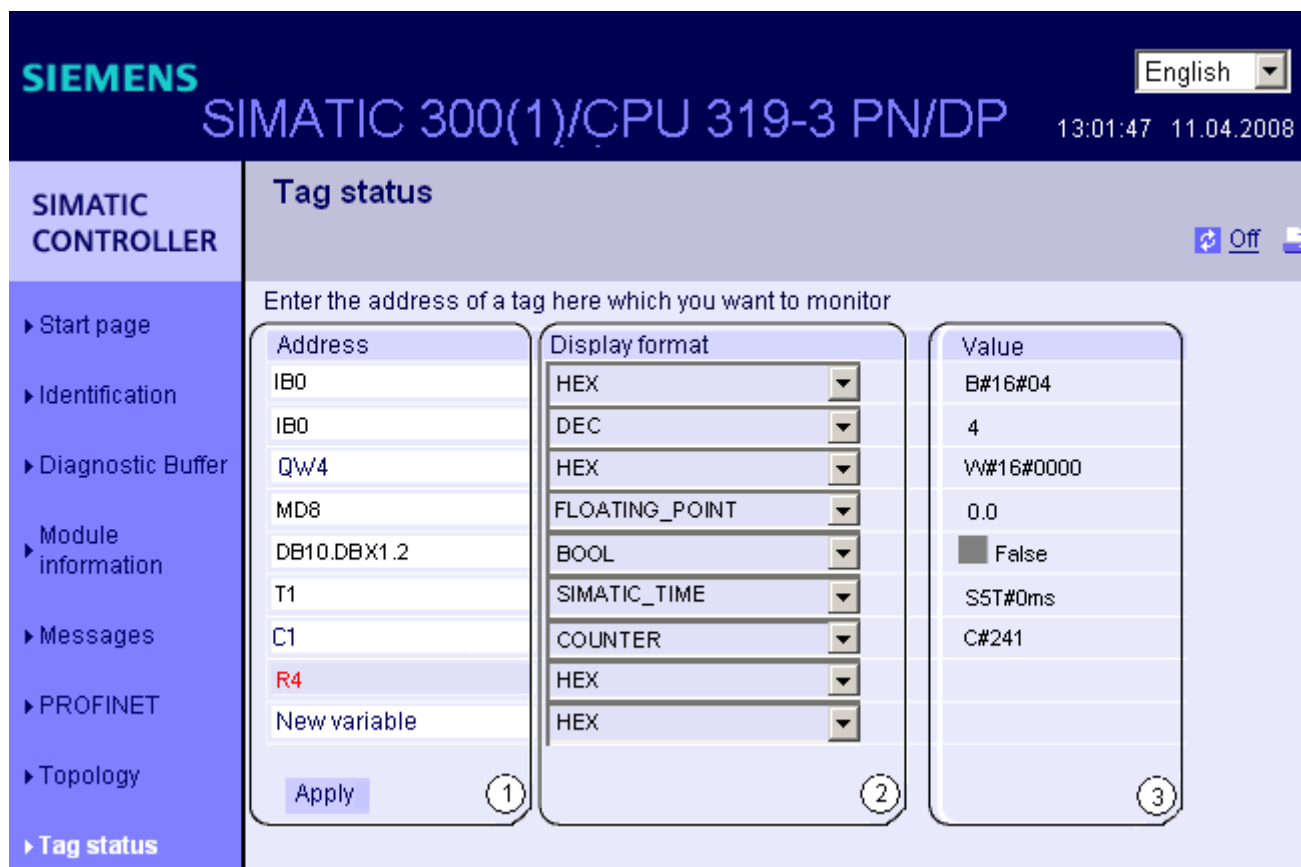 SIEMENS
English
SIMATIC 300(1)/CPU 319-3 PN/DP
13:01:47 11.04.2008
SIMATIC
CONTROLLER
Tag status
Off
Start page
Identification
Diagnostic Buffer
Module
information
Messages
PROFINET
Topology
Tag status
Enter the address of a tag here which you want to monitor
Address Display format Value
IB0 HEX B#16#04
IB0 DEC 4
QW4 HEX W#16#0000
MD8 FLOATING_POINT 0.0
DB10.DBX1.2 BOOL False
T1 SIMATIC_TIME S5T#0ms
C1 COUNTER C#241
R4 HEX
New variable HEX
Apply 1 2 3